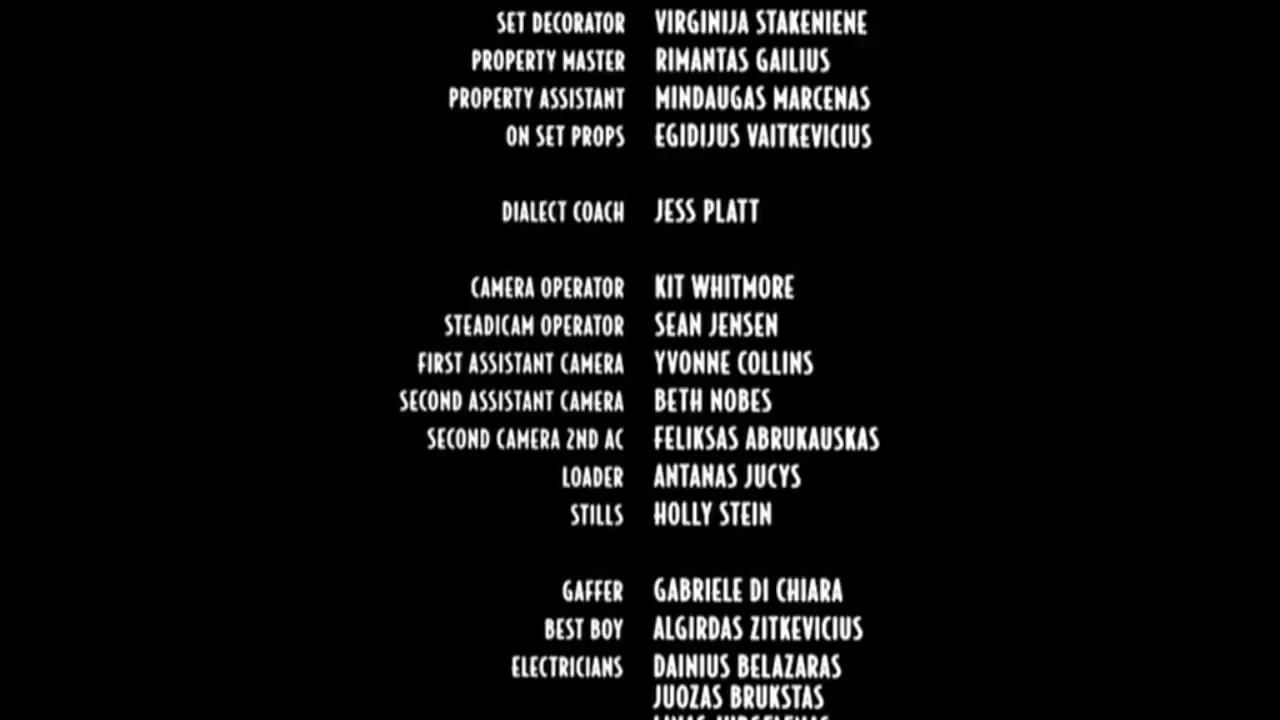 SET DECORATOR VIRGINIJA STAKENIENE
PROPERTY MASTER RIMANTAS GAILIUS
PROPERTY ASSISTANT MINDAUGAS MARCENAS
ON SET PROPS EGIDIJUS VAITKEVICIUS
DIALECT COACH JESS PLATT
CAMERA OPERATOR KIT WHITMORE
STEADICAM OPERATOR SEAN JENSEN
FIRST ASSISTANT CAMERA YVONNE COLLINS
SECOND ASSISTANT CAMERA BETH NOBES
SECOND CAMERA 2ND AC FELIKSAS ABRUKAUSKAS
LOADER ANTANAS JUCYS
STILLS HOLLY STEIN
GAFFER GABRIELE DI CHIARA
BEST BOY ALGIRDAS ZITKEVICIUS
ELECTRICIANS DAINIUS BELAZARAS
JUOZAS BRUKSTAS